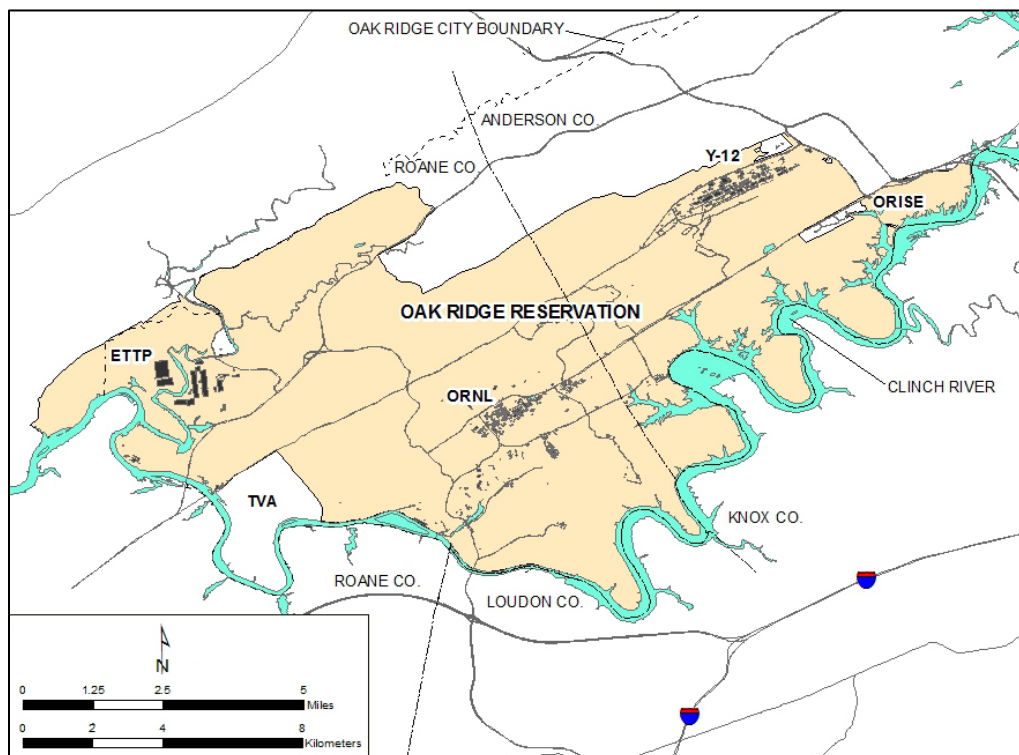 OAK RIDGE CITY BOUNDARY
ANDERSON CO.
ROANE CO.
Y-12
ORISE
OAK RIDGE RESERVATION
ETTP
ORNL
CLINCH RIVER
TVA
KNOX CO.
ROANE CO.
LOUDON CO.
N
0 1.25 2.5 5
Miles
0 2 4 8
Kilometers